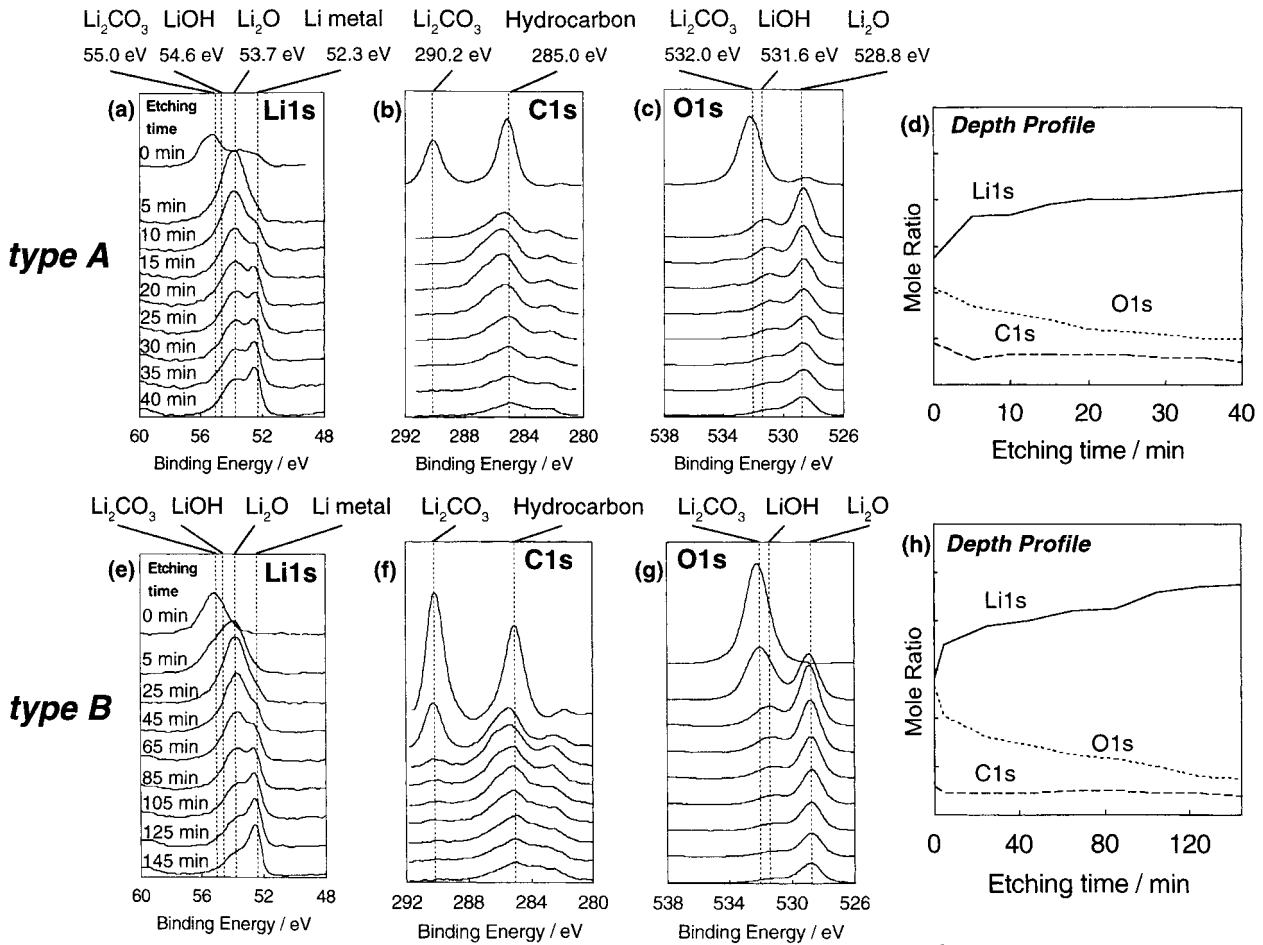 Li₂CO₃ LiOH Li₂O Li metal Li₂CO₃ Hydrocarbon Li₂CO₃ LiOH Li₂O
55.0 eV 54.6 eV 53.7 eV 52.3 eV 290.2 eV 285.0 eV 532.0 eV 531.6 eV 528.8 eV
(a) Etching time Li1s
0 min
5 min
10 min
15 min
20 min
25 min
30 min
35 min
40 min
60 56 52 48
Binding Energy / eV
(b) C1s
292 288 284 280
Binding Energy / eV
(c) O1s
538 534 530 526
Binding Energy / eV
(d) Depth Profile
Li1s
O1s
C1s
Mole Ratio
0 10 20 30 40
Etching time / min
type A
Li₂CO₃ LiOH Li₂O Li metal Li₂CO₃ Hydrocarbon Li₂CO₃ LiOH Li₂O
(e) Etching time Li1s
0 min
5 min
25 min
45 min
65 min
85 min
105 min
125 min
145 min
60 56 52 48
Binding Energy / eV
(f) C1s
292 288 284 280
Binding Energy / eV
(g) O1s
538 534 530 526
Binding Energy / eV
(h) Depth Profile
Li1s
O1s
C1s
Mole Ratio
0 40 80 120
Etching time / min
type B